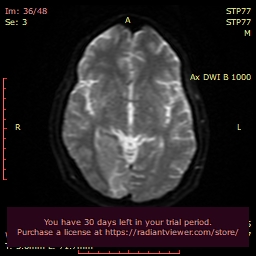 Im: 36/48
Se: 3
A
STP77
STP77
M
Ax DWI B 1000
R
L
You have 30 days left in your trial period.
Purchase a license at https://radiantviewer.com/store/